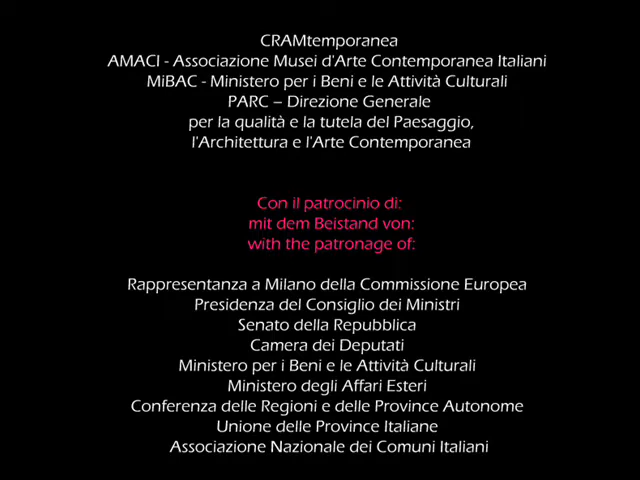 CRAMtemporanea
AMACI - Associazione Musei d'Arte Contemporanea Italiani
MiBAC - Ministero per i Beni e le Attività Culturali
PARC – Direzione Generale
per la qualità e la tutela del Paesaggio,
l'Architettura e l'Arte Contemporanea
Con il patrocinio di:
mit dem Beistand von:
with the patronage of:
Rappresentanza a Milano della Commissione Europea
Presidenza del Consiglio dei Ministri
Senato della Repubblica
Camera dei Deputati
Ministero per i Beni e le Attività Culturali
Ministero degli Affari Esteri
Conferenza delle Regioni e delle Province Autonome
Unione delle Province Italiane
Associazione Nazionale dei Comuni Italiani